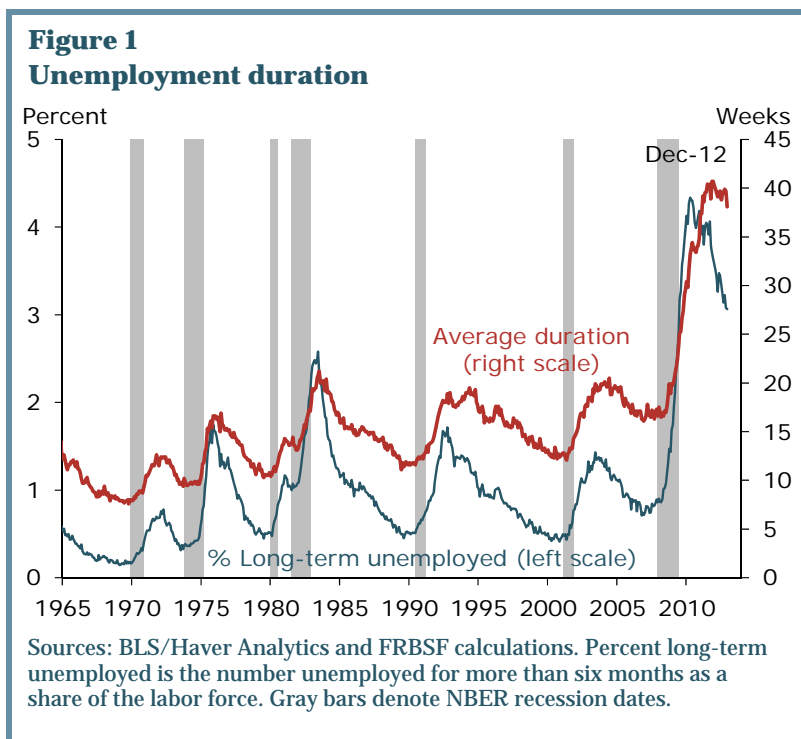 Figure 1
Unemployment duration
Percent
Weeks
5
45
Dec-12
40
4
35
30
3
Average duration
(right scale)
25
2
20
15
1
10
% Long-term unemployed (left scale)
5
0
0
1965 1970 1975 1980 1985 1990 1995 2000 2005 2010
Sources: BLS/Haver Analytics and FRBSF calculations. Percent long-term
unemployed is the number unemployed for more than six months as a
share of the labor force. Gray bars denote NBER recession dates.